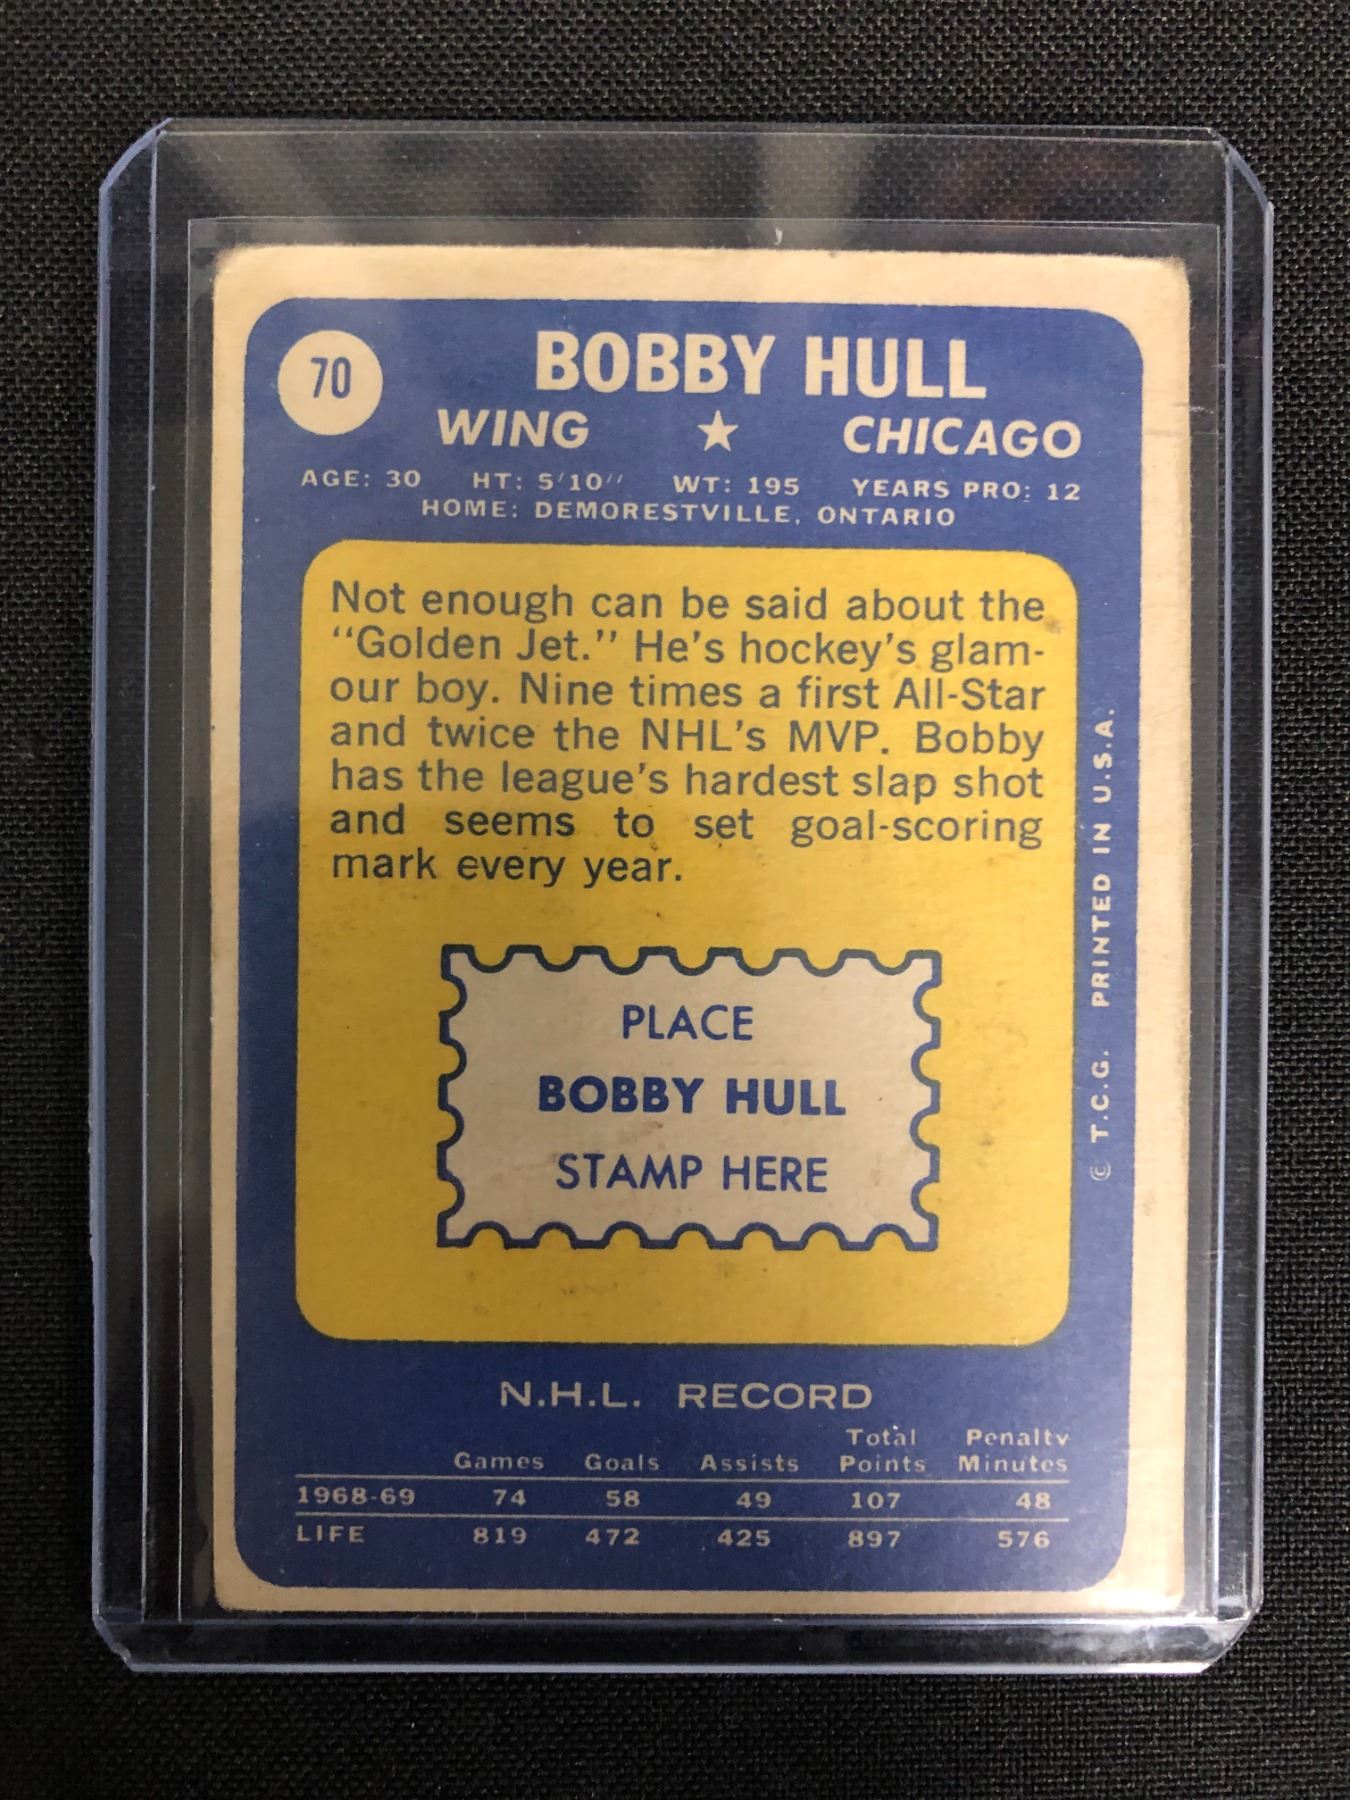 70
BOBBY HULL
WING ★ CHICAGO
AGE: 30 HT: 5'10'' WT: 195 YEARS PRO: 12
HOME: DEMORESTVILLE, ONTARIO
Not enough can be said about the
"Golden Jet." He's hockey's glam-
our boy. Nine times a first All-Star
and twice the NHL's MVP. Bobby
has the league's hardest slap shot
and seems to set goal-scoring
mark every year.
PLACE
BOBBY HULL
STAMP HERE
© T.C.G. PRINTED IN U.S.A.
N.H.L. RECORD
Games Goals Assists Total Points Penalty Minutes
1968-69 74 58 49 107 48
LIFE 819 472 425 897 576